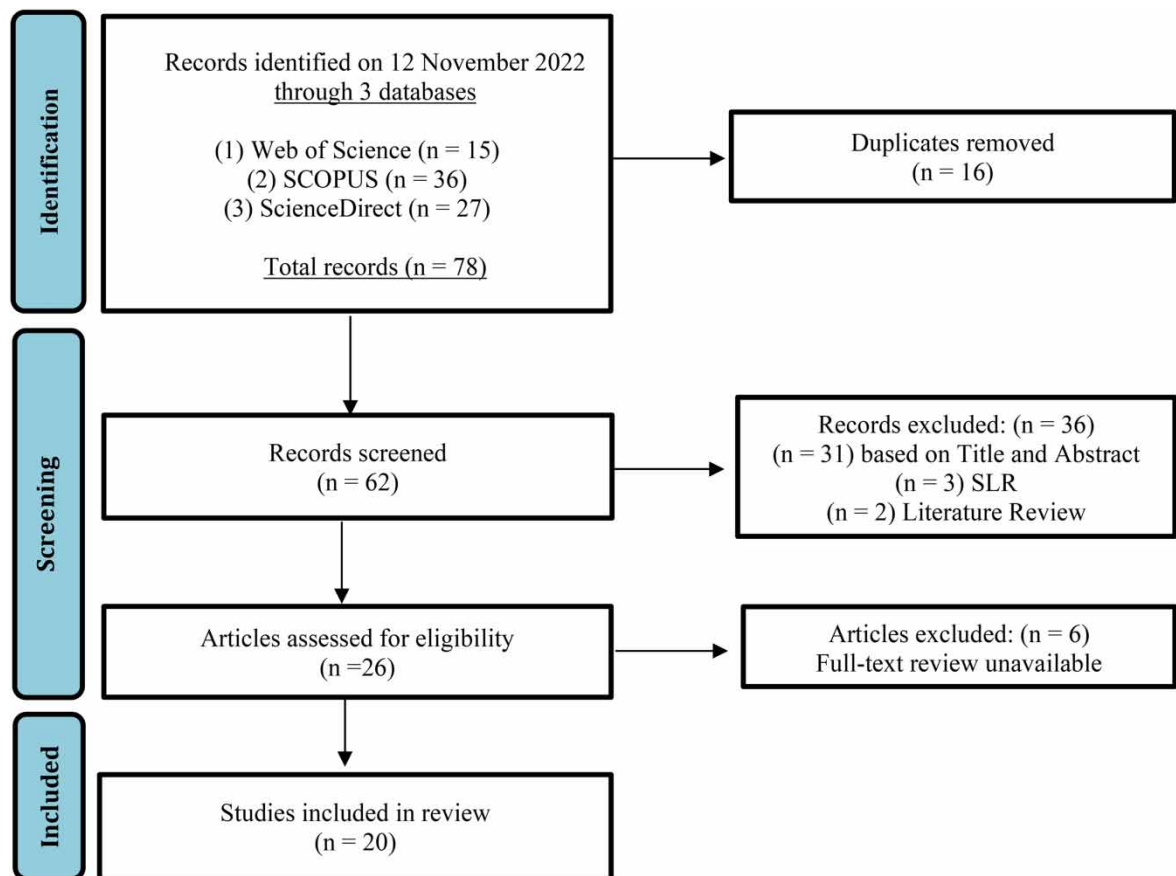 Identification
Records identified on 12 November 2022
through 3 databases
(1) Web of Science (n = 15)
(2) SCOPUS (n = 36)
(3) ScienceDirect (n = 27)
Total records (n = 78)
Duplicates removed
(n = 16)
Screening
Records screened
(n = 62)
Records excluded: (n = 36)
(n = 31) based on Title and Abstract
(n = 3) SLR
(n = 2) Literature Review
Articles assessed for eligibility
(n =26)
Articles excluded: (n = 6)
Full-text review unavailable
Included
Studies included in review
(n = 20)